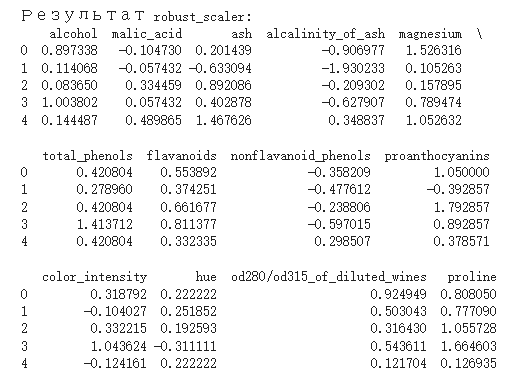 Результат robust_scaler:
alcohol malic_acid ash alcalinity_of_ash magnesium \
0 0.897338 -0.104730 0.201439 -0.906977 1.526316
1 0.114068 -0.057432 -0.633094 -1.930233 0.105263
2 0.083650 0.334459 0.892086 -0.209302 0.157895
3 1.003802 0.057432 0.402878 -0.627907 0.789474
4 0.144487 0.489865 1.467626 0.348837 1.052632
total_phenols flavanoids nonflavanoid_phenols proanthocyanins
0 0.420804 0.553892 -0.358209 1.050000
1 0.278960 0.374251 -0.477612 -0.392857
2 0.420804 0.661677 -0.238806 1.792857
3 1.413712 0.811377 -0.597015 0.892857
4 0.420804 0.332335 0.298507 0.378571
color_intensity hue od280/od315_of_diluted_wines proline
0 0.318792 0.222222 0.924949 0.808050
1 -0.104027 0.251852 0.503043 0.777090
2 0.332215 0.192593 0.316430 1.055728
3 1.043624 -0.311111 0.543611 1.664603
4 -0.124161 0.222222 0.121704 0.126935